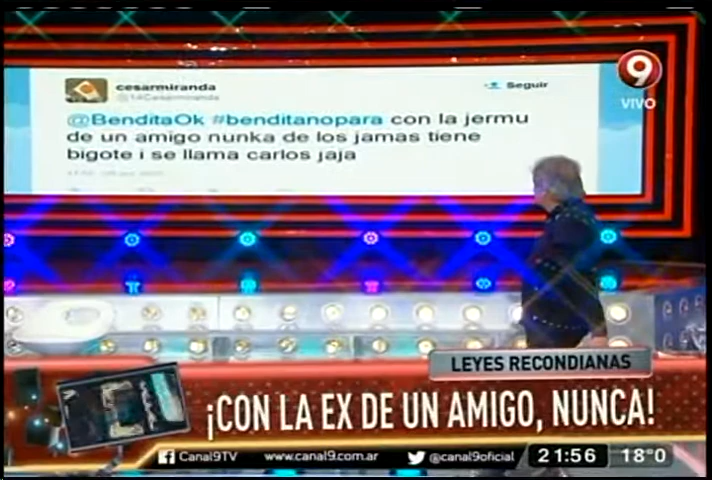 cesarmiranda
Seguir
@BenditaOk #benditanopara con la jermu
de un amigo nunka de los jamas tiene
bigote i se llama carlos jaja
9
VIVO
LEYES RECONDIANAS
¡CON LA EX DE UN AMIGO, NUNCA!
Canal9TV www.canal9.com.ar @canal9oficial 21:56 18°0